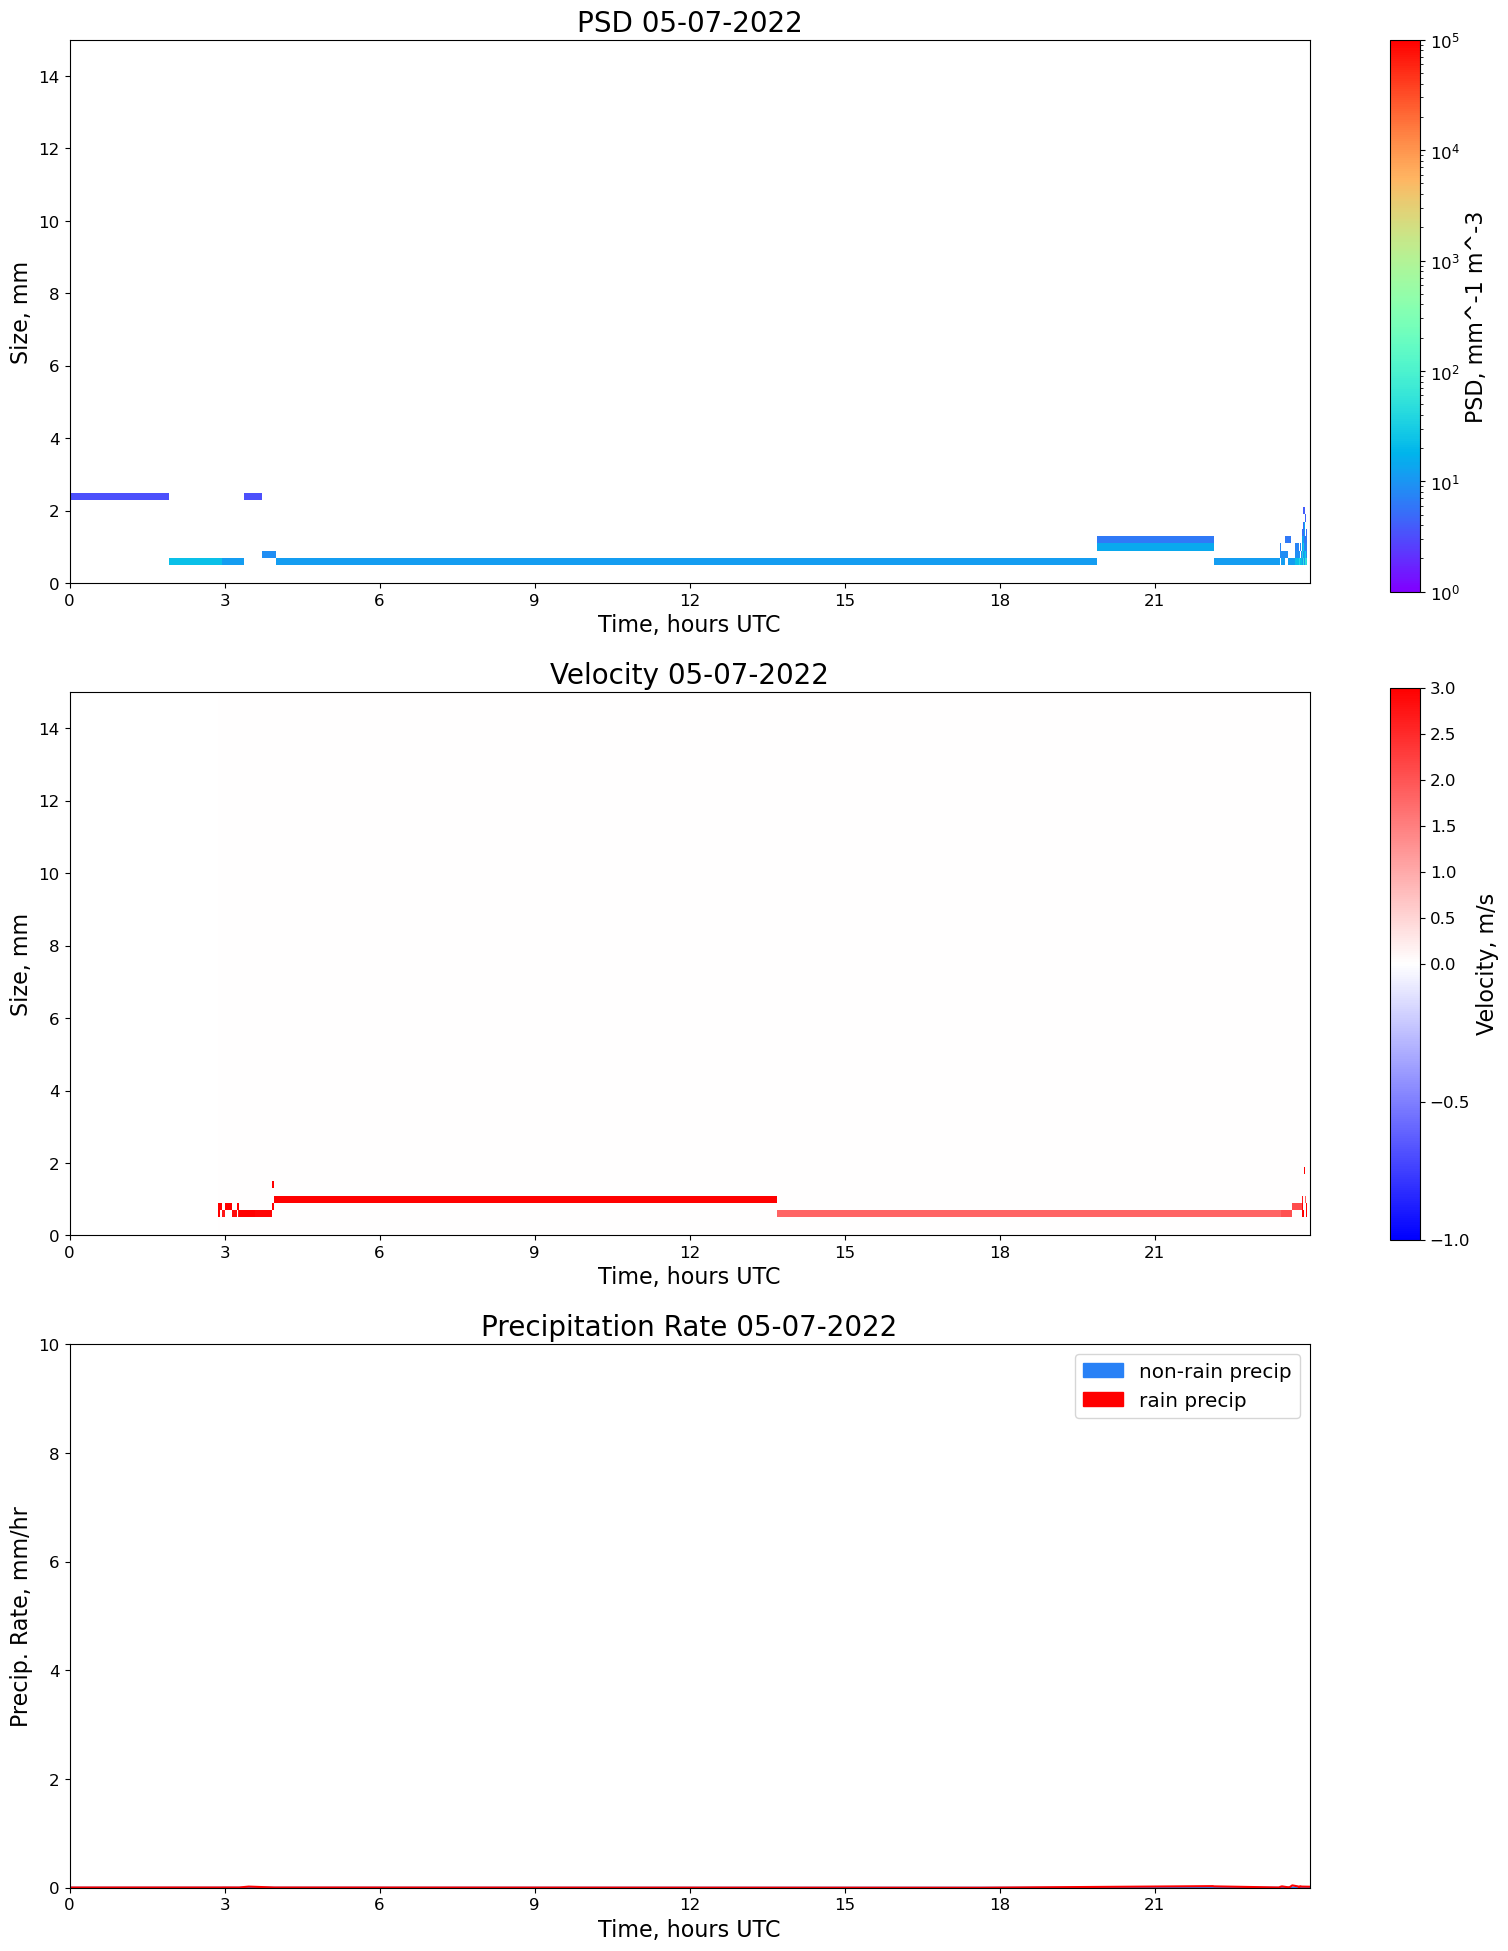 PSD 05-07-2022
14
12
10
8
6
4
2
0
Size, mm
0 3 6 9 12 15 18 21
Time, hours UTC
10^5
10^4
10^3
10^2
10^1
10^0
PSD, mm^-1 m^-3
Velocity 05-07-2022
14
12
10
8
6
4
2
0
Size, mm
0 3 6 9 12 15 18 21
Time, hours UTC
3.0
2.5
2.0
1.5
1.0
0.5
0.0
−0.5
−1.0
Velocity, m/s
Precipitation Rate 05-07-2022
10
8
6
4
2
0
Precip. Rate, mm/hr
non-rain precip
rain precip
0 3 6 9 12 15 18 21
Time, hours UTC